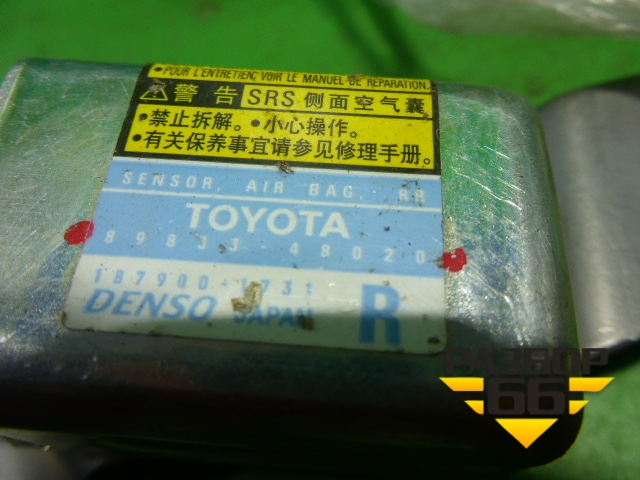 • POUR L'ENTRETIEN, VOIR LE MANUEL DE REPARATION.
警告 SRS 侧面空气囊
•禁止拆解。•小心操作。
•有关保养事宜请参见修理手册。
SENSOR, AIR BAG, RR
TOYOTA
89833-48020
187900-1731
DENSO JAPAN R
РАЗБОР
66